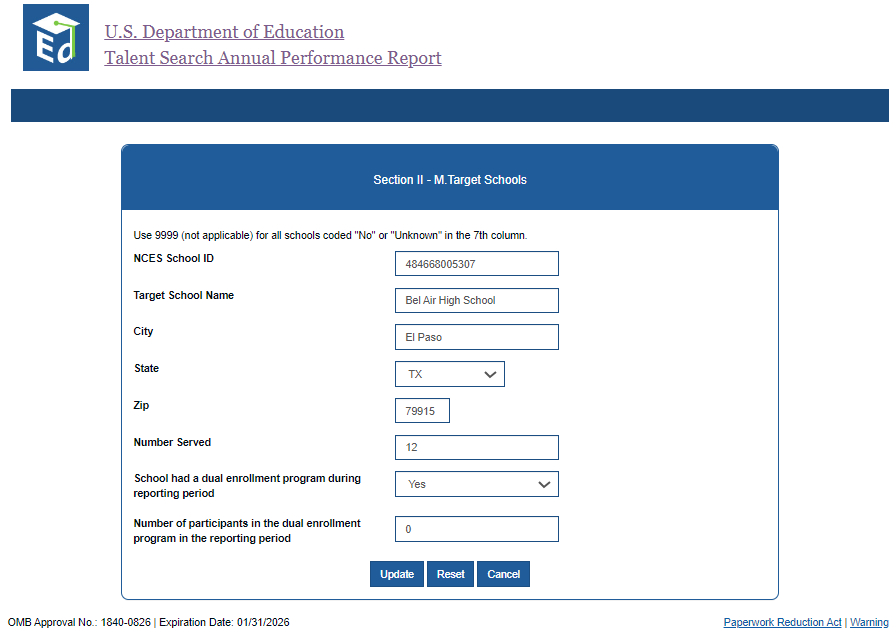 Ed
U.S. Department of Education
Talent Search Annual Performance Report
Section II - M.Target Schools
Use 9999 (not applicable) for all schools coded "No" or "Unknown" in the 7th column.
NCES School ID
484668005307
Target School Name
Bel Air High School
City
El Paso
State
TX
Zip
79915
Number Served
12
School had a dual enrollment program during
reporting period
Yes
Number of participants in the dual enrollment
program in the reporting period
0
Update Reset Cancel
OMB Approval No.: 1840-0826 | Expiration Date: 01/31/2026
Paperwork Reduction Act | Warning